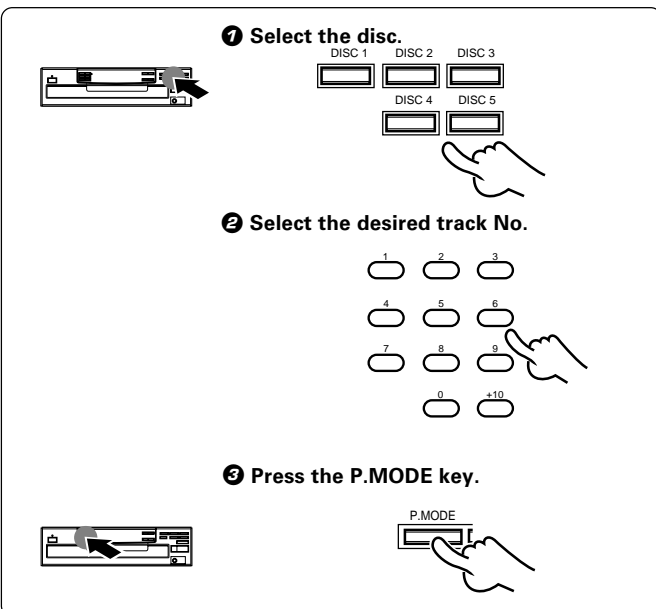 ❶ Select the disc.
DISC 1 DISC 2 DISC 3
DISC 4 DISC 5
❷ Select the desired track No.
1 2 3
4 5 6
7 8 9
0 +10
❸ Press the P.MODE key.
P.MODE